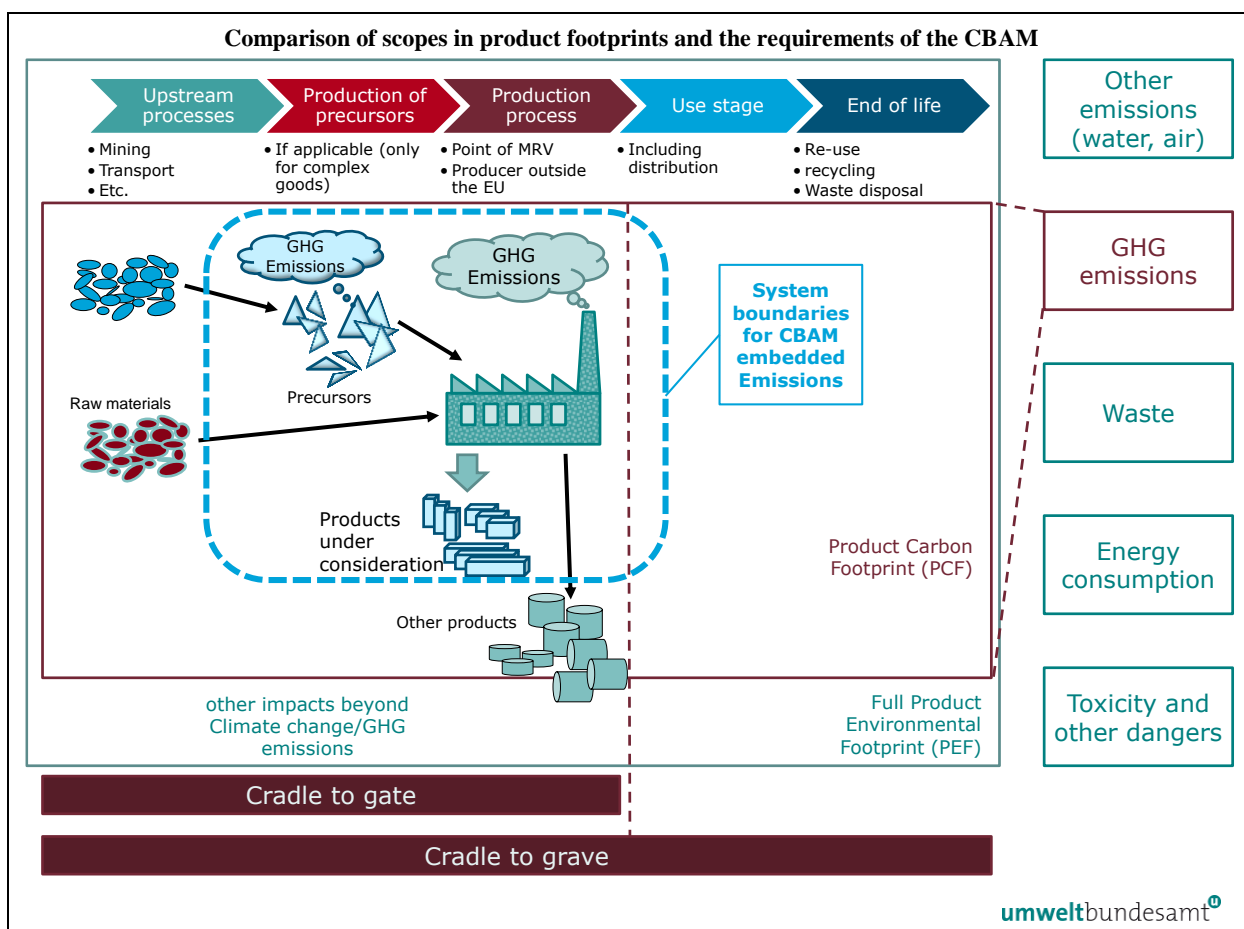 Comparison of scopes in product footprints and the requirements of the CBAM
Upstream
processes
Production of
precursors
Production
process
Use stage
End of life
• Mining
• Transport
• Etc.
• If applicable (only
for complex
goods)
• Point of MRV
• Producer outside
the EU
• Including
distribution
• Re-use
• recycling
• Waste disposal
GHG
Emissions
GHG
Emissions
Precursors
Raw materials
System
boundaries
for CBAM
embedded
Emissions
Products
under
consideration
Other products
Product Carbon
Footprint (PCF)
other impacts beyond
Climate change/GHG
emissions
Full Product
Environmental
Footprint (PEF)
Cradle to gate
Cradle to grave
Other
emissions
(water, air)
GHG
emissions
Waste
Energy
consumption
Toxicity and
other dangers
umweltbundesamt
u